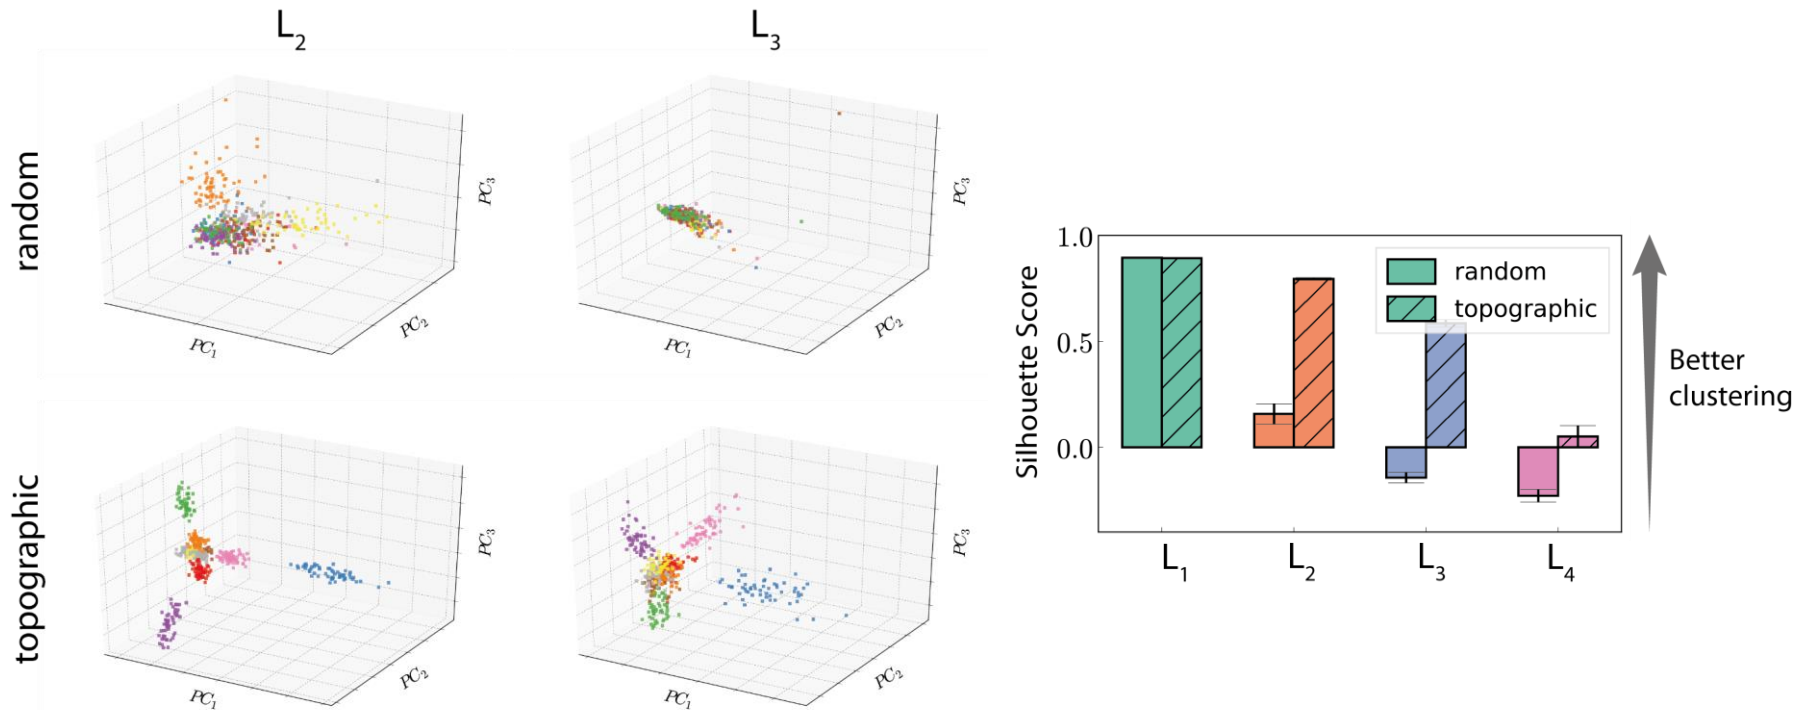 L2
L3
random
PC1
PC2
PC3
PC1
PC2
PC3
topographic
PC1
PC2
PC3
PC1
PC2
PC3
Silhouette Score
1.0
0.5
0.0
random
topographic
L1
L2
L3
L4
Better
clustering